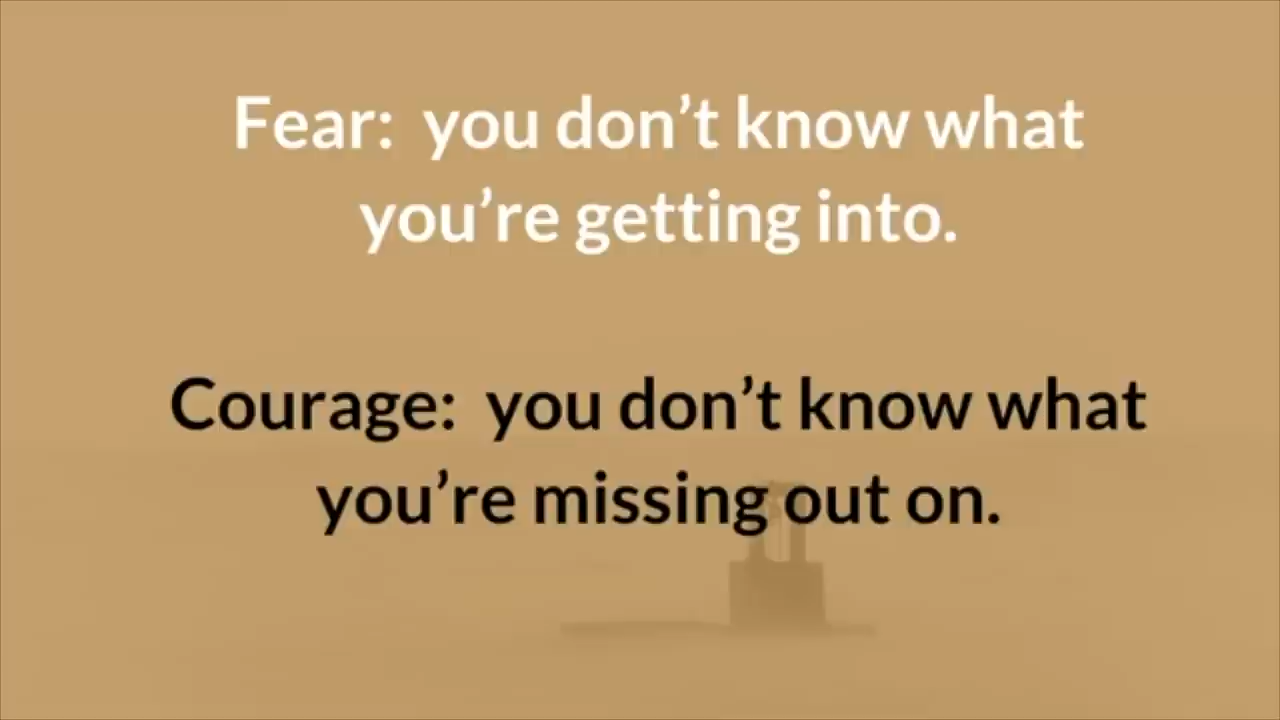 Fear:  you don’t know what
you’re getting into.
Courage:  you don’t know what
you’re missing out on.